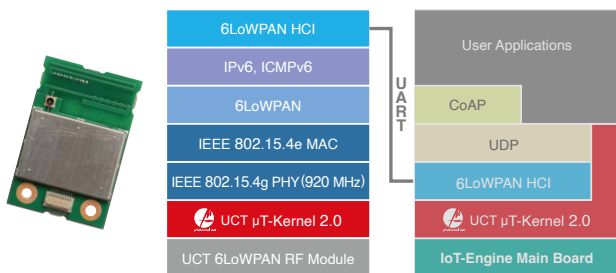 6LoWPAN HCI
IPv6, ICMPv6
6LoWPAN
IEEE 802.15.4e MAC
IEEE 802.15.4g PHY (920 MHz)
UCT µT-Kernel 2.0
UCT 6LoWPAN RF Module
UART
User Applications
CoAP
UDP
6LoWPAN HCI
UCT µT-Kernel 2.0
IoT-Engine Main Board